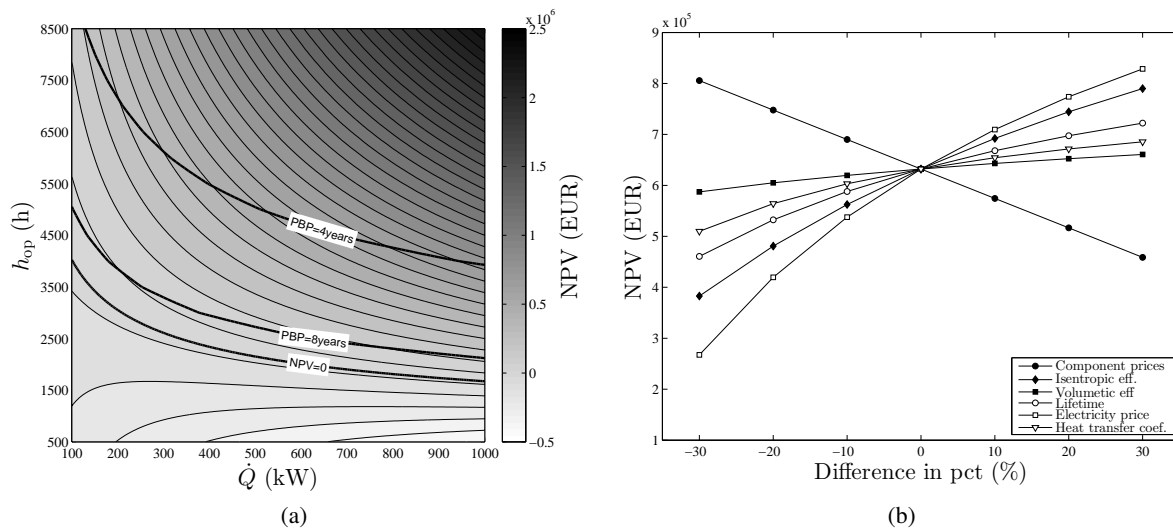 x 10^6
8500
7500
6500
5500
4500
3500
2500
1500
500
h_op (h)
PBP=4years
PBP=8years
NPV=0
100 200 300 400 500 600 700 800 900 1000
Q̇ (kW)
2.5
2
1.5
1
0.5
0
−0.5
NPV (EUR)
(a)
x 10^5
9
8
7
6
5
4
3
2
1
NPV (EUR)
Component prices
Isentropic eff.
Volumetic eff
Lifetime
Electricity price
Heat transfer coef.
−30 −20 −10 0 10 20 30
Difference in pct (%)
(b)